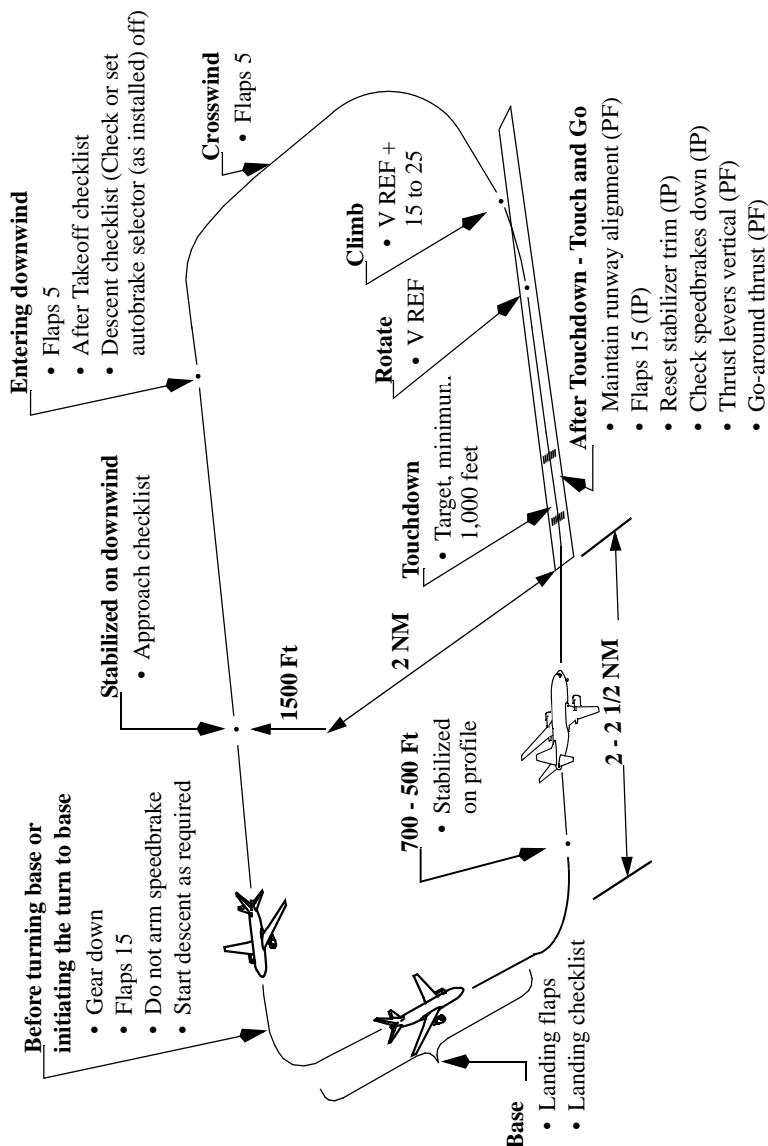 Before turning base or
initiating the turn to base
• Gear down
• Flaps 15
• Do not arm speedbrake
• Start descent as required
Stabilized on downwind
• Approach checklist
Entering downwind
• Flaps 5
• After Takeoff checklist
• Descent checklist (Check or set
autobrake selector (as installed) off)
Crosswind
• Flaps 5
1500 Ft
2 NM
Climb
• V REF +
15 to 25
Rotate
• V REF
Touchdown
• Target, minimum
1,000 feet
700 - 500 Ft
• Stabilized
on profile
Base
• Landing flaps
• Landing checklist
2 - 2 1/2 NM
After Touchdown - Touch and Go
• Maintain runway alignment (PF)
• Flaps 15 (IP)
• Reset stabilizer trim (IP)
• Check speedbrakes down (IP)
• Thrust levers vertical (PF)
• Go-around thrust (PF)